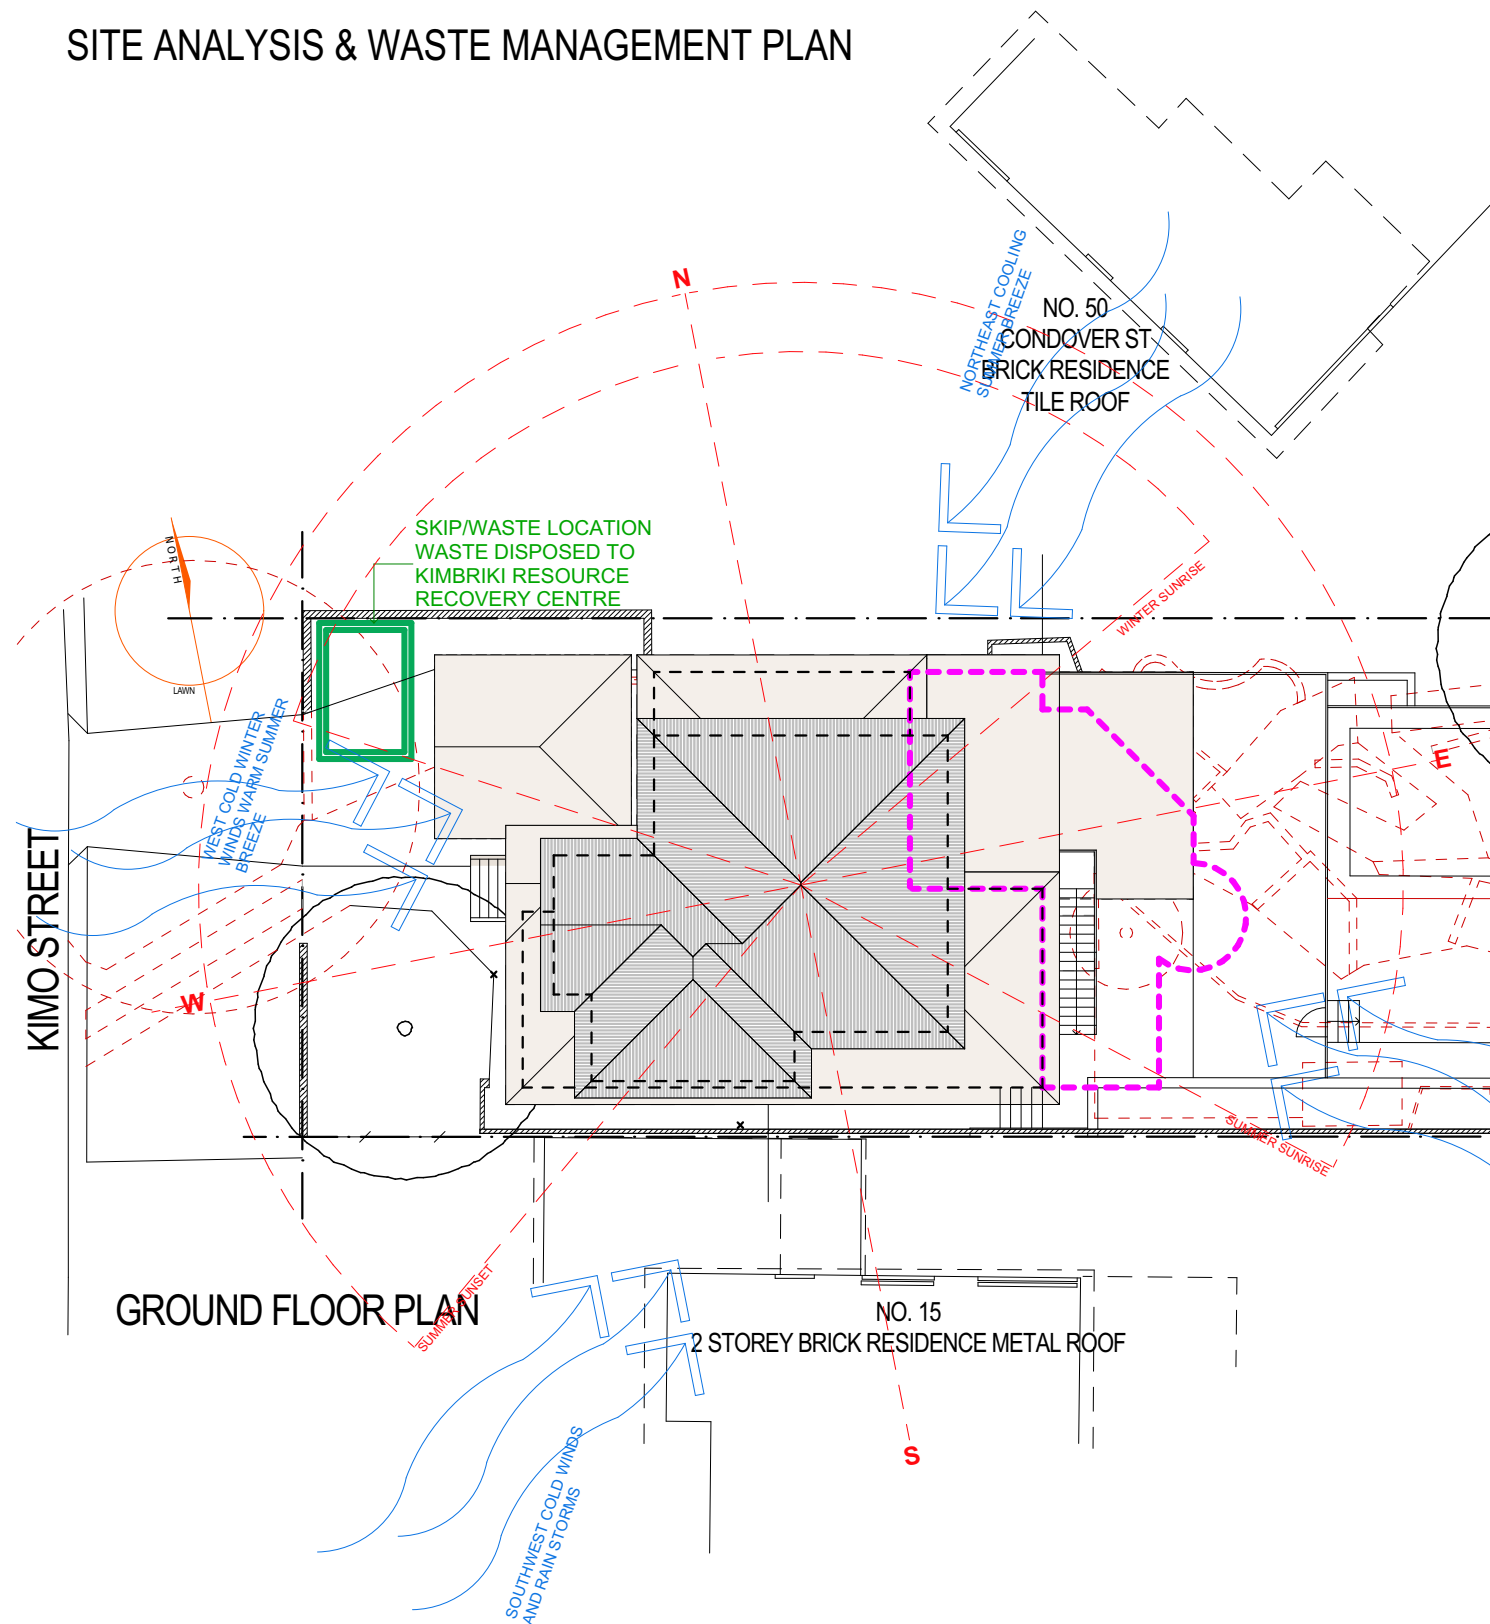 SITE ANALYSIS & WASTE MANAGEMENT PLAN
N
NORTHEAST COOLING
SUMMER BREEZE
NO. 50
CONDOVER ST
BRICK RESIDENCE
TILE ROOF
SKIP/WASTE LOCATION
WASTE DISPOSED TO
KIMBRIKI RESOURCE
RECOVERY CENTRE
NORTH
LAWN
WINTER SUNRISE
WEST COLD WINTER
WINDS WARM SUMMER
BREEZE
E
KIMO STREET
W
SUMMER SUNRISE
SUMMER SUNSET
GROUND FLOOR PLAN
NO. 15
2 STOREY BRICK RESIDENCE METAL ROOF
S
SOUTHWEST COLD WINDS
AND RAIN STORMS